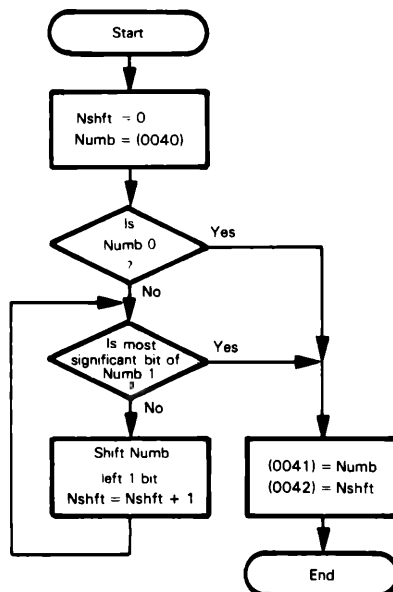 Start
Nshft = 0
Numb = (0040)
Is
Numb 0
?
Yes
No
Is most
significant bit of
Numb 1
?
Yes
No
Shift Numb
left 1 bit
Nshft = Nshft + 1
(0041) = Numb
(0042) = Nshft
End